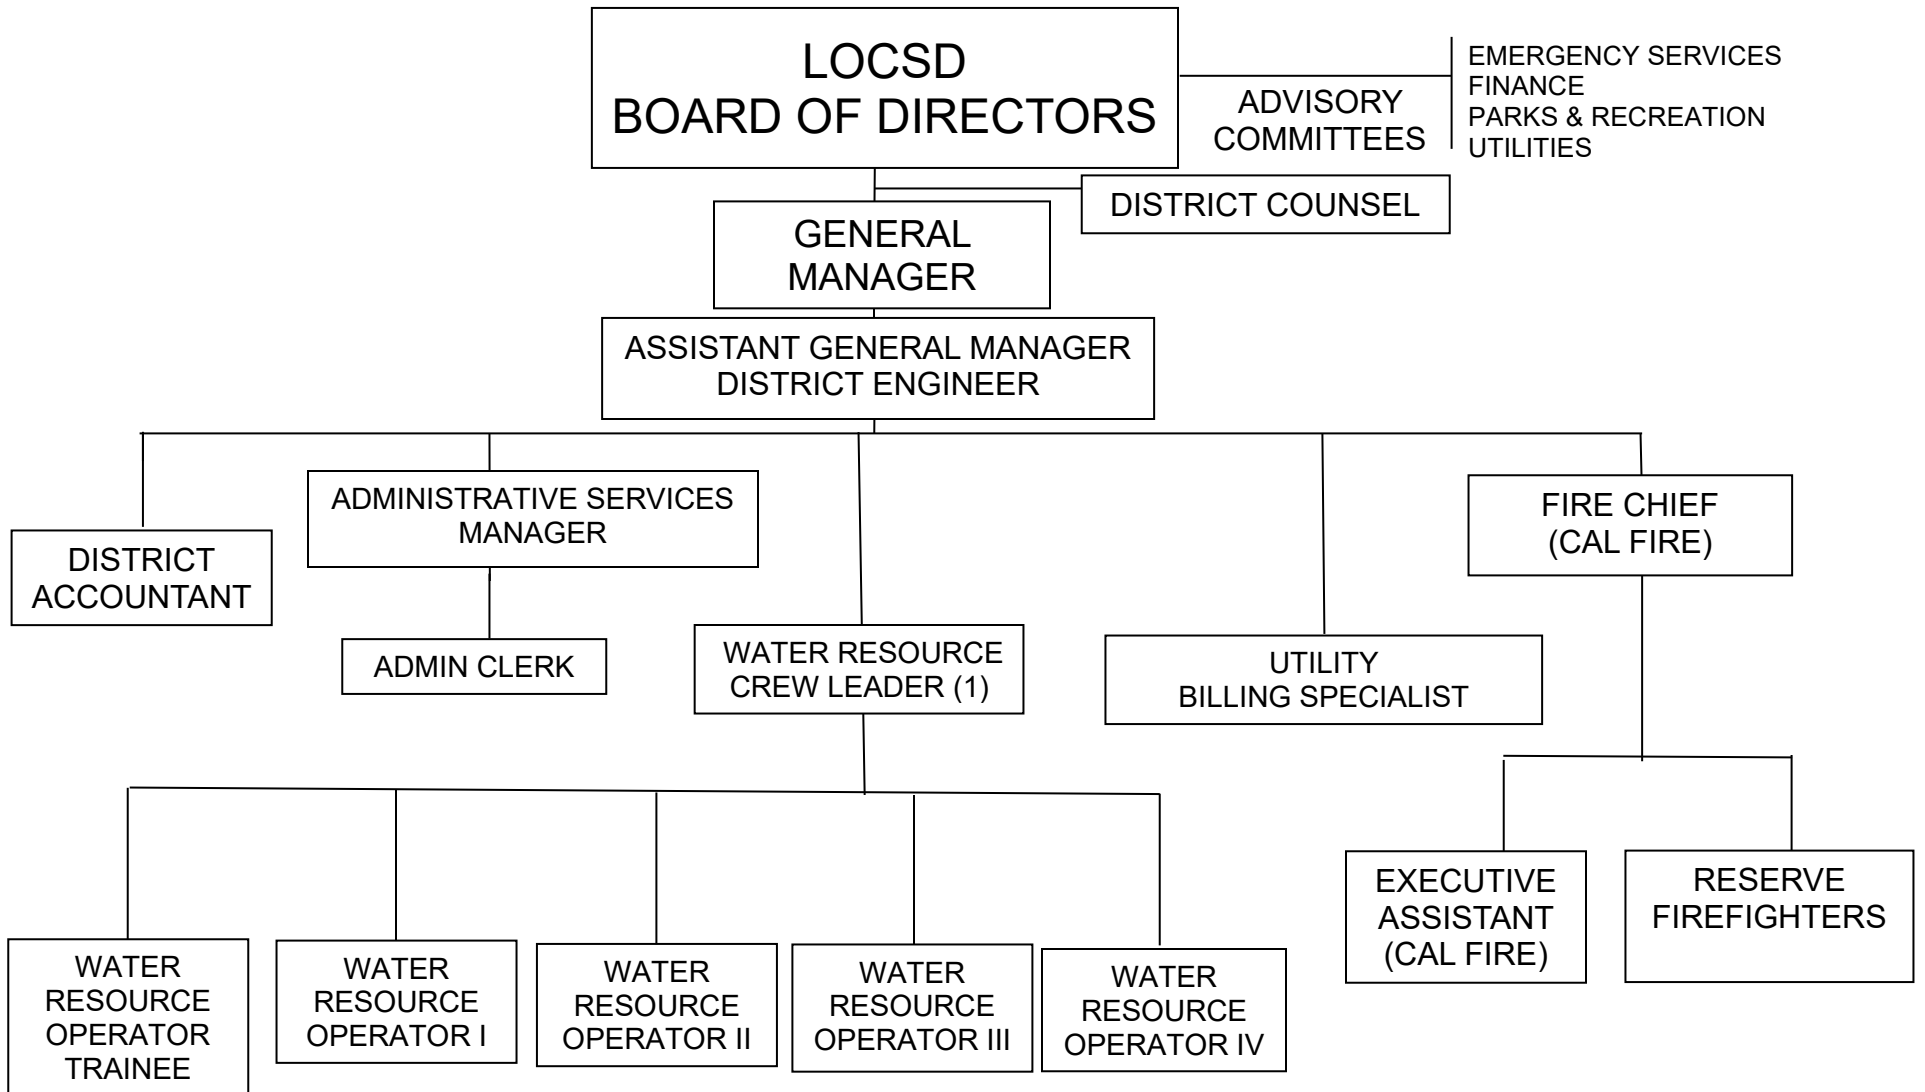 LOCSD
BOARD OF DIRECTORS
ADVISORY
COMMITTEES
EMERGENCY SERVICES
FINANCE
PARKS & RECREATION
UTILITIES
DISTRICT COUNSEL
GENERAL
MANAGER
ASSISTANT GENERAL MANAGER
DISTRICT ENGINEER
DISTRICT
ACCOUNTANT
ADMINISTRATIVE SERVICES
MANAGER
ADMIN CLERK
WATER RESOURCE
CREW LEADER (1)
UTILITY
BILLING SPECIALIST
FIRE CHIEF
(CAL FIRE)
WATER
RESOURCE
OPERATOR
TRAINEE
WATER
RESOURCE
OPERATOR I
WATER
RESOURCE
OPERATOR II
WATER
RESOURCE
OPERATOR III
WATER
RESOURCE
OPERATOR IV
EXECUTIVE
ASSISTANT
(CAL FIRE)
RESERVE
FIREFIGHTERS